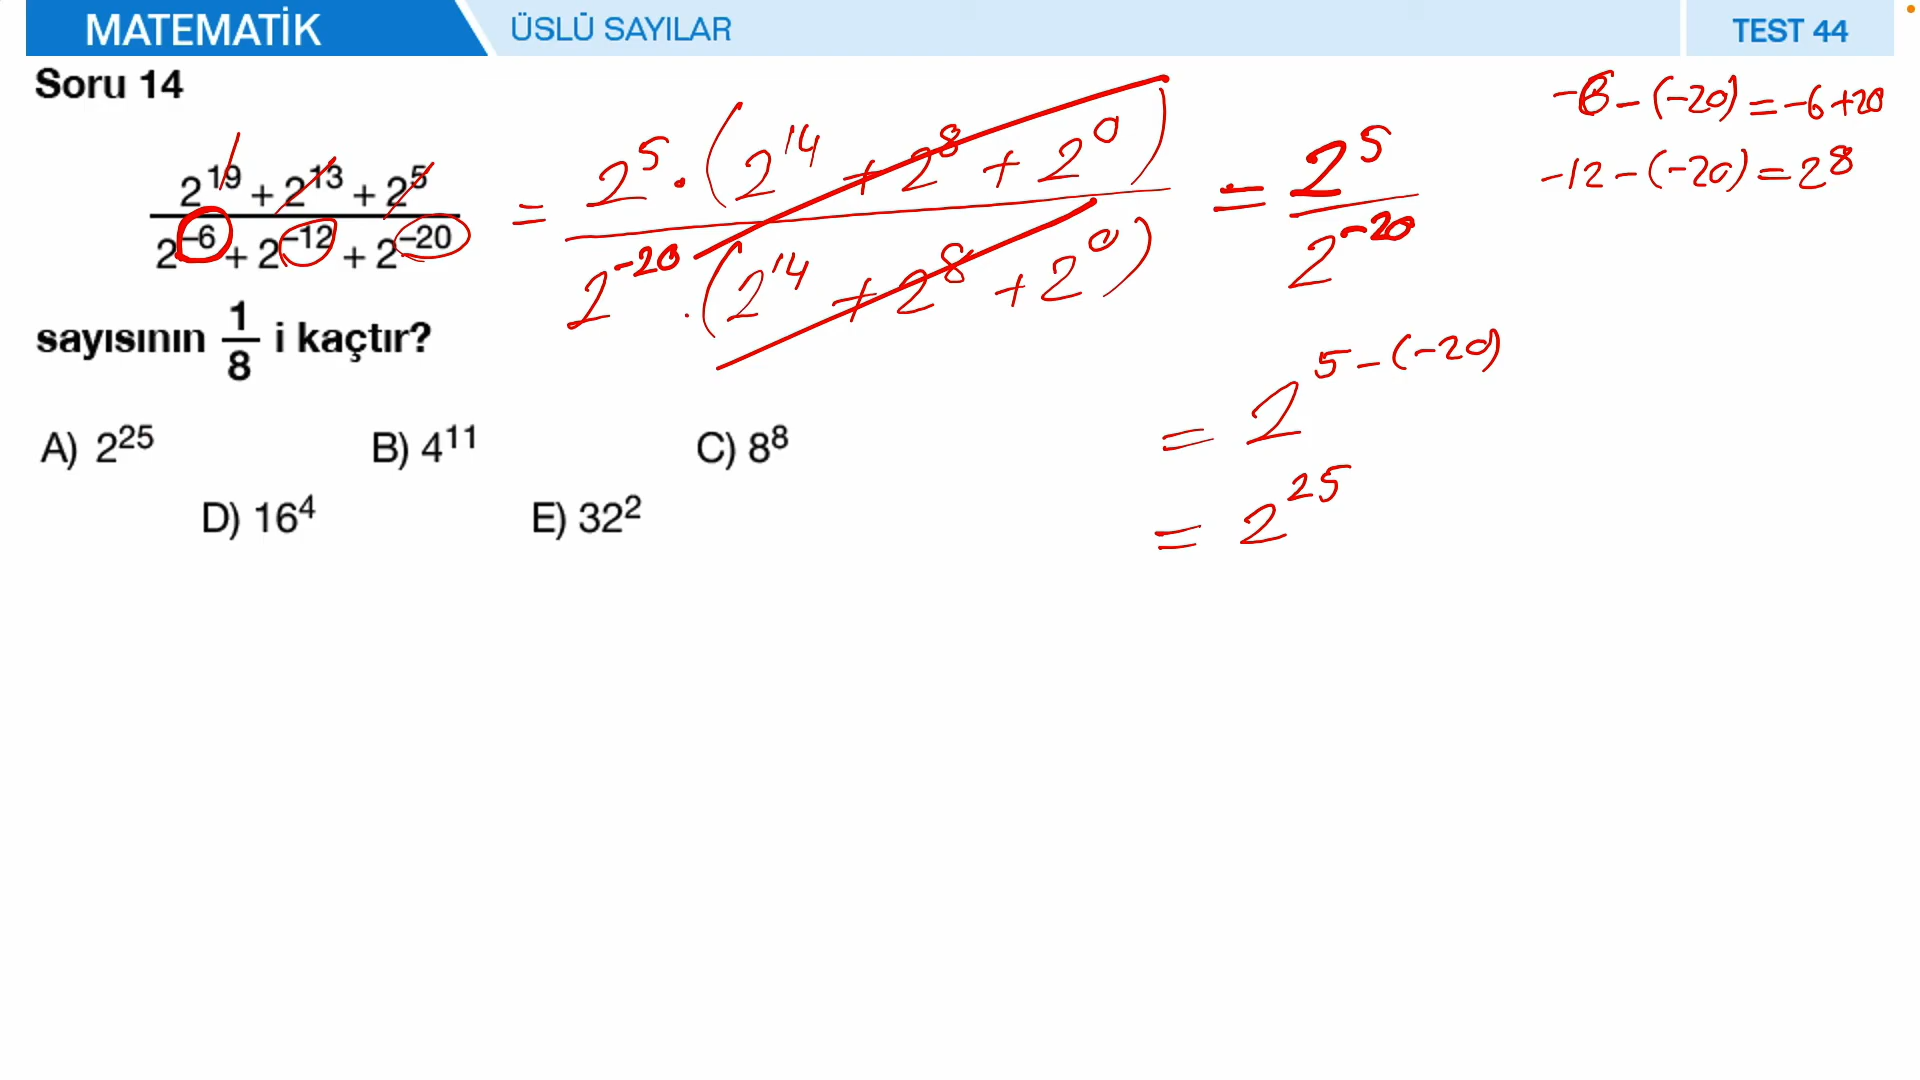 MATEMATİK
ÜSLÜ SAYILAR
TEST 44
Soru 14
2^19 + 2^13 + 2^5
2^–6 + 2^–12 + 2^–20
sayısının 1/8 i kaçtır?
A) 2^25 B) 4^11 C) 8^8
D) 16^4 E) 32^2
= 2^5 . (2^14 + 2^8 + 2^0)
2^-20 . (2^14 + 2^8 + 2^0)
= 2^5
2^-20
= 2^5-(-20)
= 2^25
-6-(-20)=-6+20
-12-(-20)=2^8